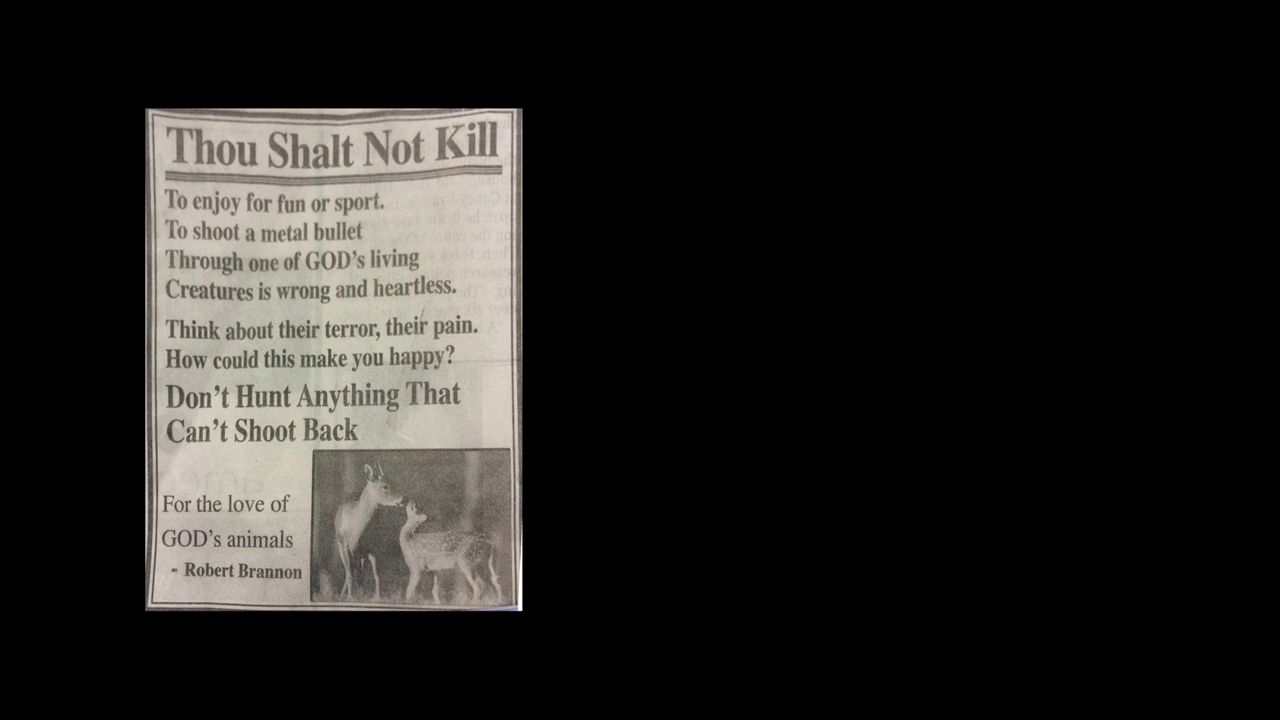 Thou Shalt Not Kill
To enjoy for fun or sport.
To shoot a metal bullet
Through one of GOD's living
Creatures is wrong and heartless.
Think about their terror, their pain.
How could this make you happy?
Don't Hunt Anything That
Can't Shoot Back
For the love of
GOD's animals
- Robert Brannon